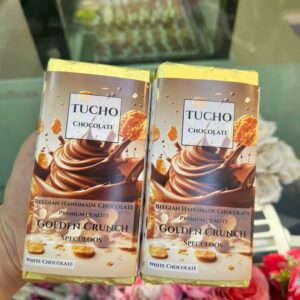 TUCHO
Chocolate
Belgian Handmade Chocolate
Premium Quality
Golden Crunch
Speculoos
White Chocolate
TUCHO
Chocolate
Belgian Handmade Chocolate
Premium Quality
Golden Crunch
Speculoos
White Chocolate